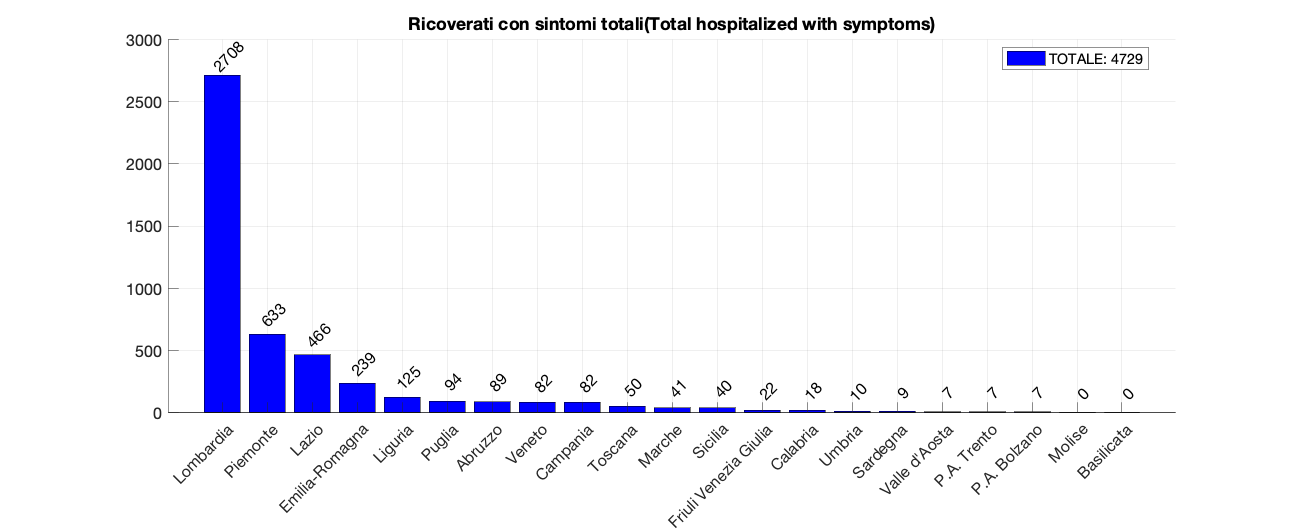 Ricoverati con sintomi totali(Total hospitalized with symptoms)
TOTALE: 4729
3000
2500
2000
1500
1000
500
0
2708
633
466
239
125
94
89
82
82
50
41
40
22
18
10
9
7
7
7
0
0
Lombardia
Piemonte
Lazio
Emilia-Romagna
Liguria
Puglia
Abruzzo
Veneto
Campania
Toscana
Marche
Sicilia
Friuli Venezia Giulia
Calabria
Umbria
Sardegna
Valle d'Aosta
P.A. Trento
P.A. Bolzano
Molise
Basilicata